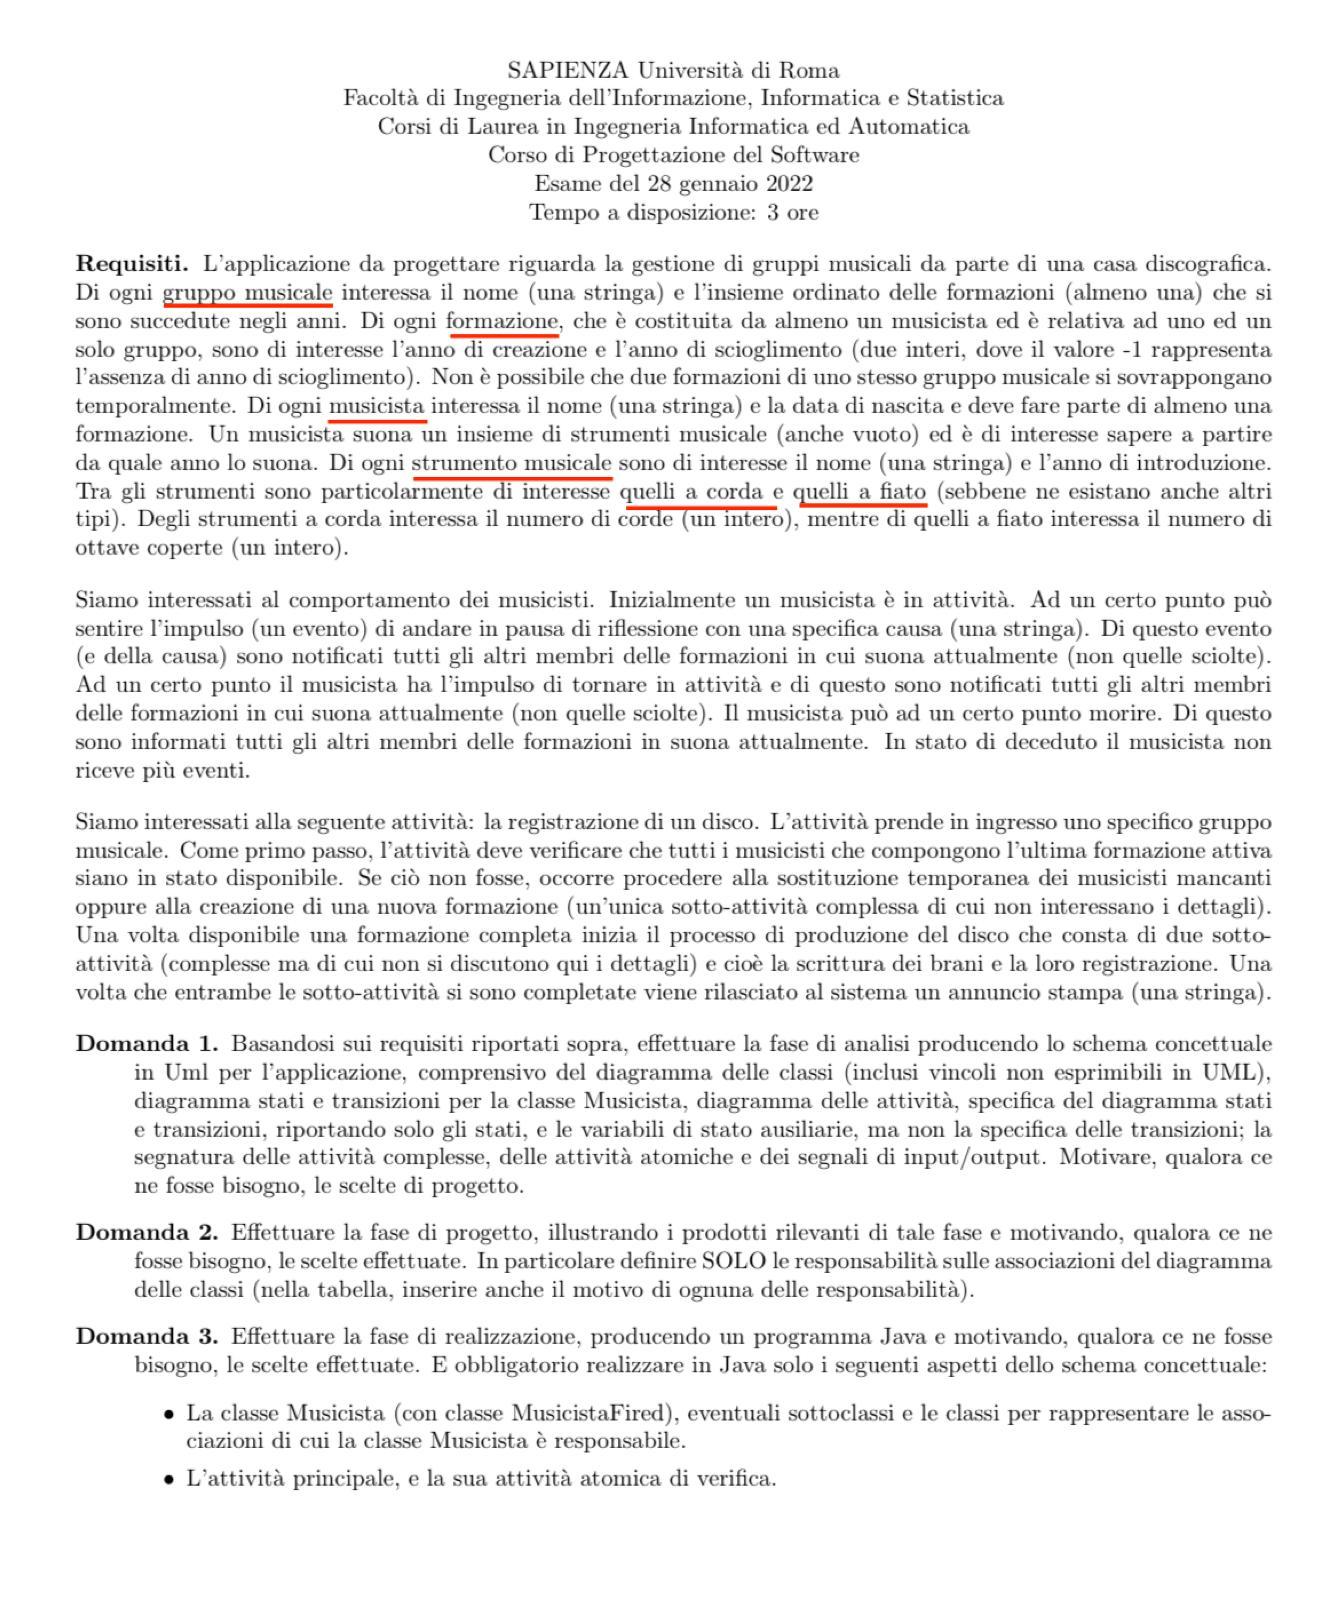 SAPIENZA Università di Roma
Facoltà di Ingegneria dell'Informazione, Informatica e Statistica
Corsi di Laurea in Ingegneria Informatica ed Automatica
Corso di Progettazione del Software
Esame del 28 gennaio 2022
Tempo a disposizione: 3 ore
Requisiti. L'applicazione da progettare riguarda la gestione di gruppi musicali da parte di una casa discografica.
Di ogni gruppo musicale interessa il nome (una stringa) e l'insieme ordinato delle formazioni (almeno una) che si
sono succedute negli anni. Di ogni formazione, che è costituita da almeno un musicista ed è relativa ad uno ed un
solo gruppo, sono di interesse l'anno di creazione e l'anno di scioglimento (due interi, dove il valore -1 rappresenta
l'assenza di anno di scioglimento). Non è possibile che due formazioni di uno stesso gruppo musicale si sovrappongano
temporalmente. Di ogni musicista interessa il nome (una stringa) e la data di nascita e deve fare parte di almeno una
formazione. Un musicista suona un insieme di strumenti musicale (anche vuoto) ed è di interesse sapere a partire
da quale anno lo suona. Di ogni strumento musicale sono di interesse il nome (una stringa) e l'anno di introduzione.
Tra gli strumenti sono particolarmente di interesse quelli a corda e quelli a fiato (sebbene ne esistano anche altri
tipi). Degli strumenti a corda interessa il numero di corde (un intero), mentre di quelli a fiato interessa il numero di
ottave coperte (un intero).
Siamo interessati al comportamento dei musicisti. Inizialmente un musicista è in attività. Ad un certo punto può
sentire l'impulso (un evento) di andare in pausa di riflessione con una specifica causa (una stringa). Di questo evento
(e della causa) sono notificati tutti gli altri membri delle formazioni in cui suona attualmente (non quelle sciolte).
Ad un certo punto il musicista ha l'impulso di tornare in attività e di questo sono notificati tutti gli altri membri
delle formazioni in cui suona attualmente (non quelle sciolte). Il musicista può ad un certo punto morire. Di questo
sono informati tutti gli altri membri delle formazioni in suona attualmente. In stato di deceduto il musicista non
riceve più eventi.
Siamo interessati alla seguente attività: la registrazione di un disco. L'attività prende in ingresso uno specifico gruppo
musicale. Come primo passo, l'attività deve verificare che tutti i musicisti che compongono l'ultima formazione attiva
siano in stato disponibile. Se ciò non fosse, occorre procedere alla sostituzione temporanea dei musicisti mancanti
oppure alla creazione di una nuova formazione (un'unica sotto-attività complessa di cui non interessano i dettagli).
Una volta disponibile una formazione completa inizia il processo di produzione del disco che consta di due sotto-
attività (complesse ma di cui non si discutono qui i dettagli) e cioè la scrittura dei brani e la loro registrazione. Una
volta che entrambe le sotto-attività si sono completate viene rilasciato al sistema un annuncio stampa (una stringa).
Domanda 1. Basandosi sui requisiti riportati sopra, effettuare la fase di analisi producendo lo schema concettuale
in Uml per l'applicazione, comprensivo del diagramma delle classi (inclusi vincoli non esprimibili in UML),
diagramma stati e transizioni per la classe Musicista, diagramma delle attività, specifica del diagramma stati
e transizioni, riportando solo gli stati, e le variabili di stato ausiliarie, ma non la specifica delle transizioni; la
segnatura delle attività complesse, delle attività atomiche e dei segnali di input/output. Motivare, qualora ce
ne fosse bisogno, le scelte di progetto.
Domanda 2. Effettuare la fase di progetto, illustrando i prodotti rilevanti di tale fase e motivando, qualora ce ne
fosse bisogno, le scelte effettuate. In particolare definire SOLO le responsabilità sulle associazioni del diagramma
delle classi (nella tabella, inserire anche il motivo di ognuna delle responsabilità).
Domanda 3. Effettuare la fase di realizzazione, producendo un programma Java e motivando, qualora ce ne fosse
bisogno, le scelte effettuate. E obbligatorio realizzare in Java solo i seguenti aspetti dello schema concettuale:
• La classe Musicista (con classe MusicistaFired), eventuali sottoclassi e le classi per rappresentare le asso-
ciazioni di cui la classe Musicista è responsabile.
• L'attività principale, e la sua attività atomica di verifica.